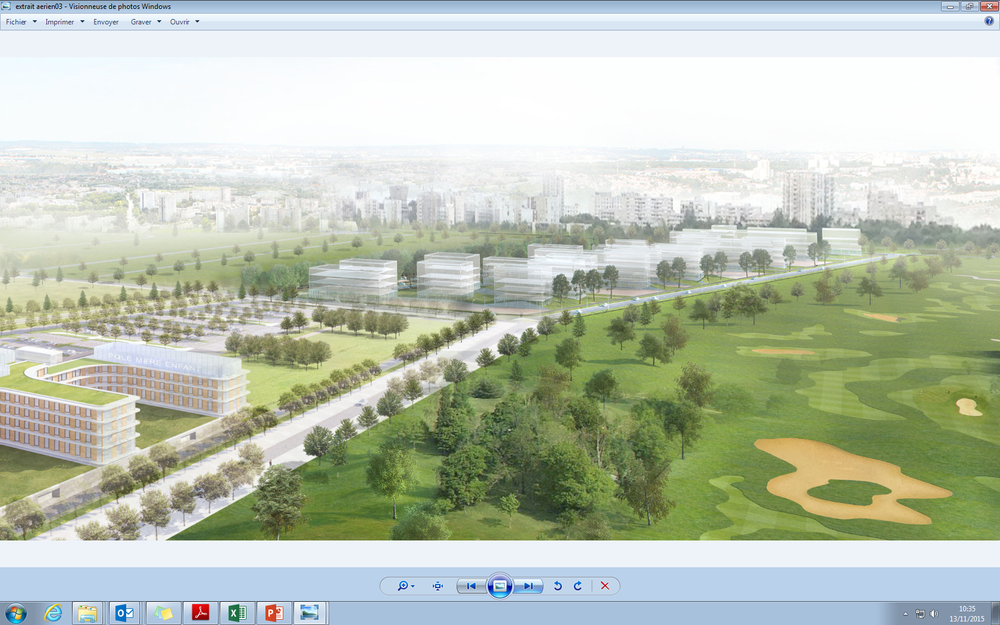 extrait aerien03 - Visionneuse de photos Windows
Fichier Imprimer Envoyer Graver Ouvrir
POLE MERE ENFANT
10:35
13/11/2015